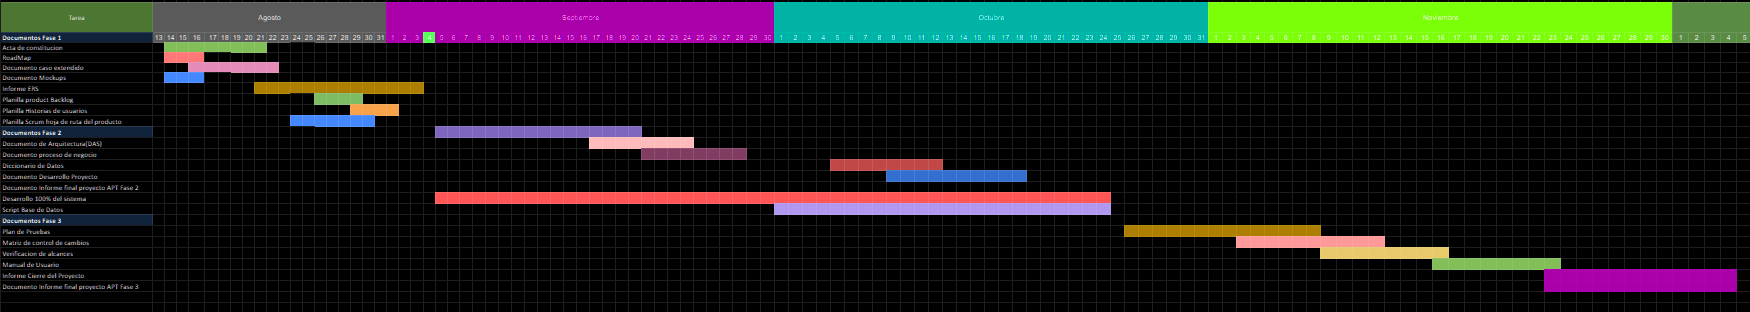 Tarea Agosto Septiembre Octubre Noviembre
Documentos Fase 1 13 14 15 16 17 18 19 20 21 22 23 24 25 26 27 28 29 30 31 1 2 3 4 5 6 7 8 9 10 11 12 13 14 15 16 17 18 19 20 21 22 23 24 25 26 27 28 29 30 1 2 3 4 5 6 7 8 9 10 11 12 13 14 15 16 17 18 19 20 21 22 23 24 25 26 27 28 29 30 31 1 2 3 4 5 6 7 8 9 10 11 12 13 14 15 16 17 18 19 20 21 22 23 24 25 26 27 28 29 30 1 2 3 4 5
Acta de constitucion
RoadMap
Documento caso extendido
Documento Mockups
Informe ERS
Planilla product Backlog
Planilla Historias de usuarios
Planilla Scrum hoja de ruta del producto
Documentos Fase 2
Documento de Arquitectura(DAS)
Documento proceso de negocio
Diccionario de Datos
Documento Desarrollo Proyecto
Documento Informe final proyecto APT Fase 2
Desarrollo 100% del sistema
Script Base de Datos
Documentos Fase 3
Plan de Pruebas
Matriz de control de cambios
Verificacion de alcances
Manual de Usuario
Informe Cierre del Proyecto
Documento Informe final proyecto APT Fase 3